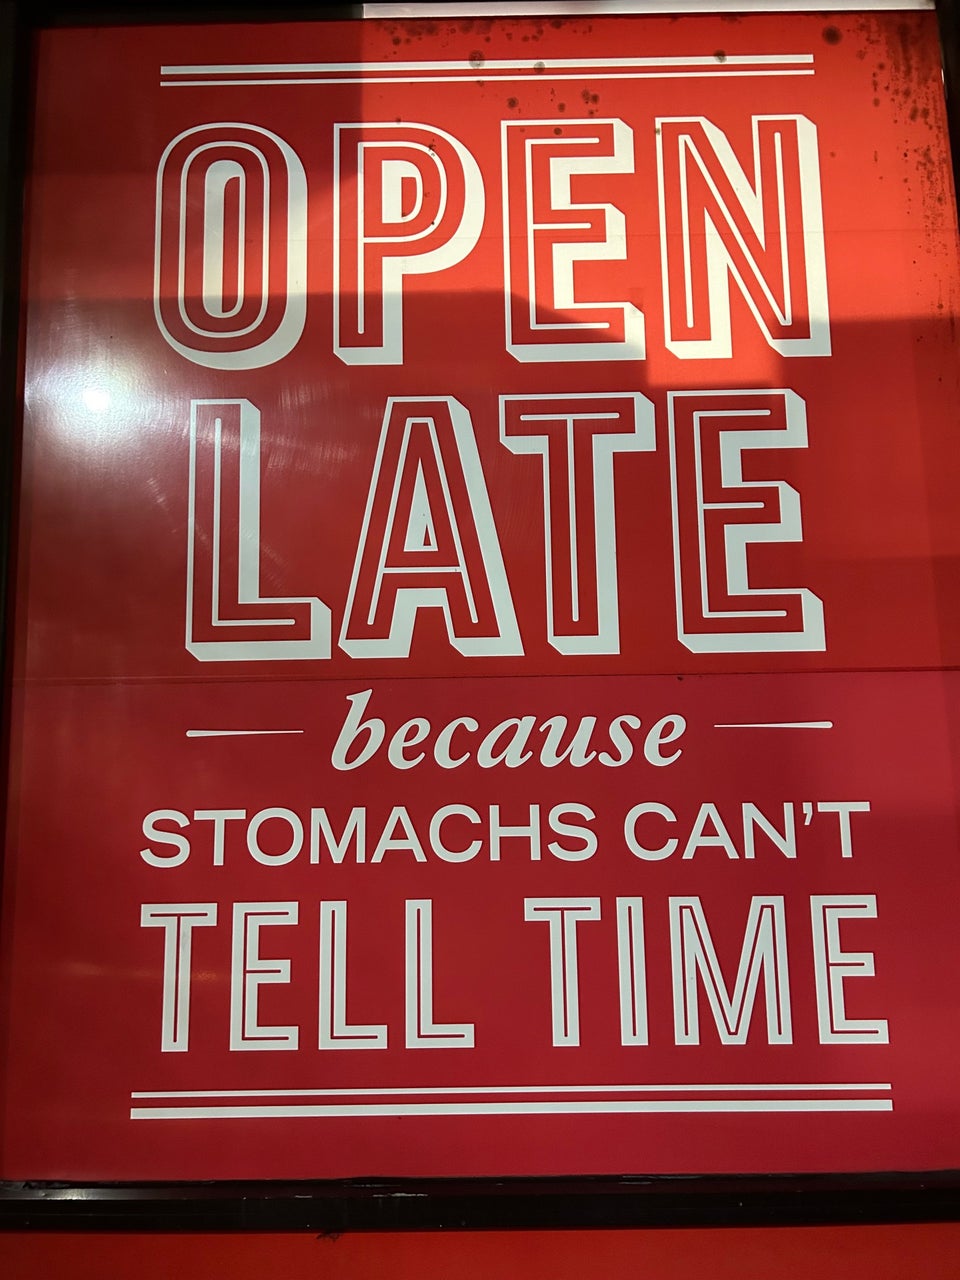 OPEN
LATE
because
STOMACHS CAN'T
TELL TIME